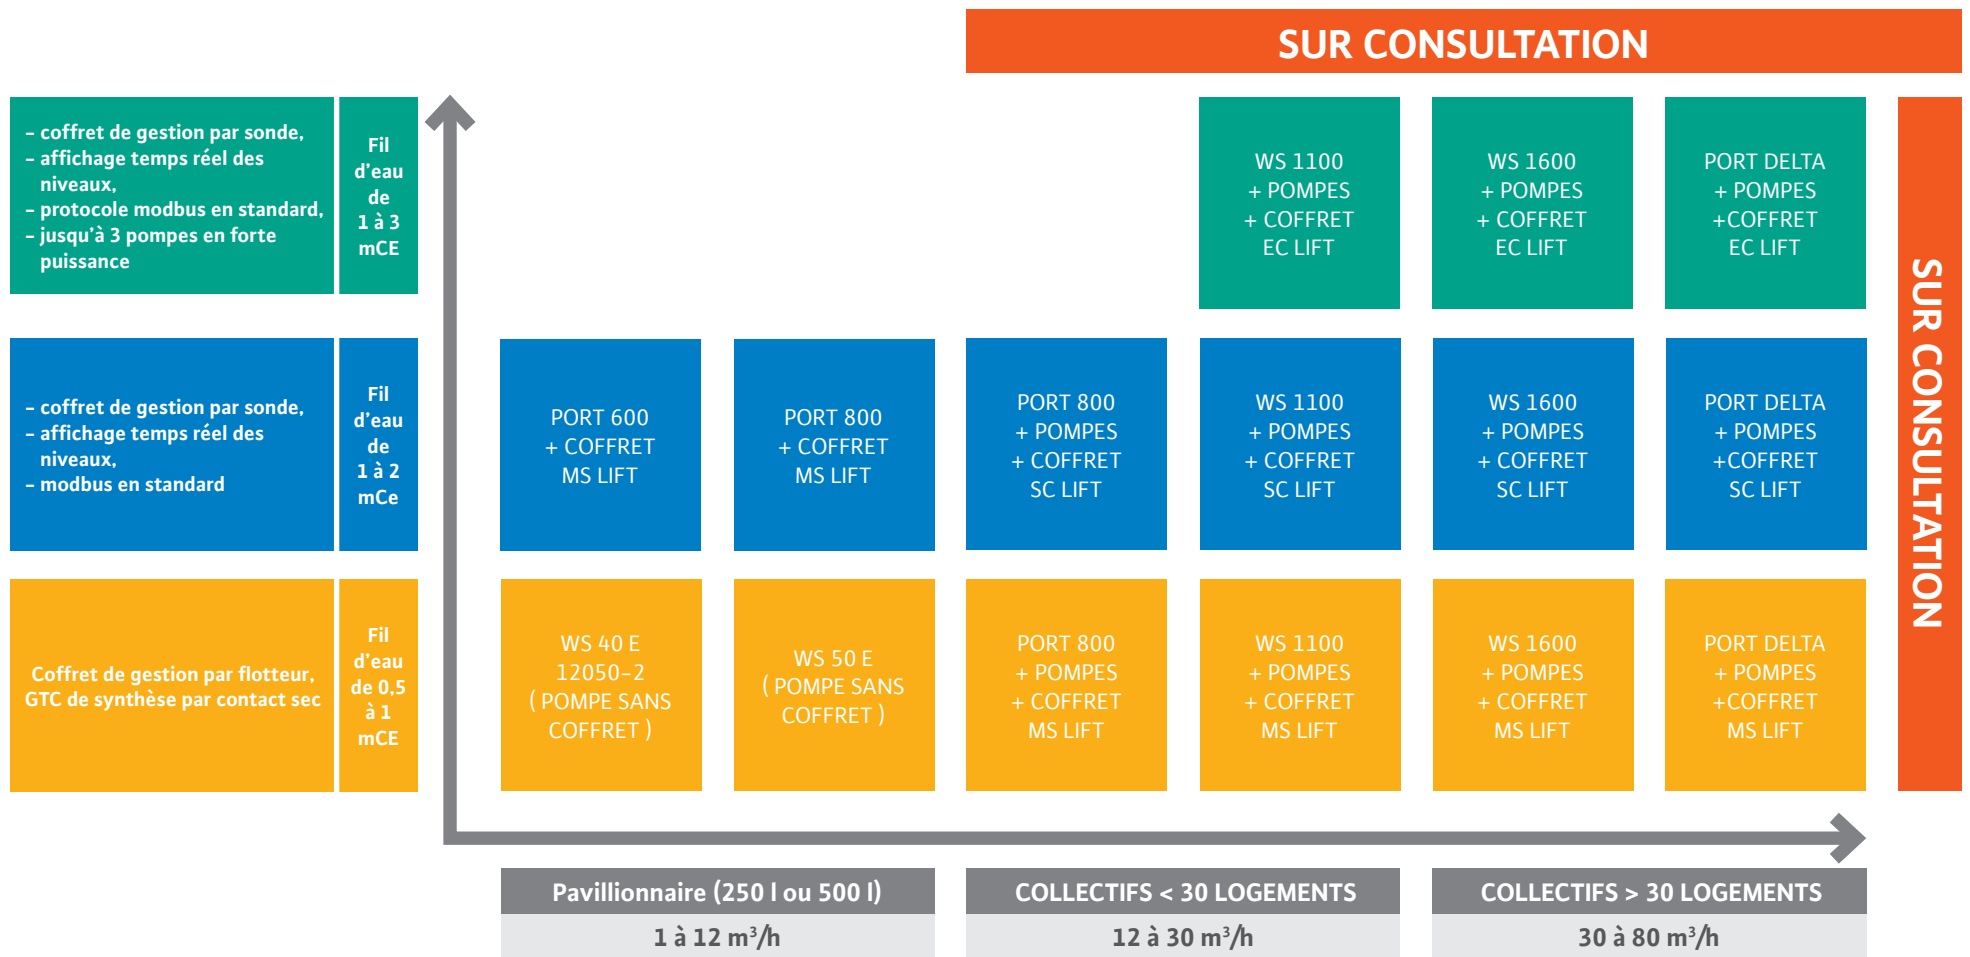 SUR CONSULTATION
– coffret de gestion par sonde,
– affichage temps réel des
niveaux,
– protocole modbus en standard,
– jusqu'à 3 pompes en forte
puissance
Fil
d'eau
de
1 à 3
mCE
WS 1100
+ POMPES
+ COFFRET
EC LIFT
WS 1600
+ POMPES
+ COFFRET
EC LIFT
PORT DELTA
+ POMPES
+COFFRET
EC LIFT
SUR CONSULTATION
– coffret de gestion par sonde,
– affichage temps réel des
niveaux,
– modbus en standard
Fil
d'eau
de
1 à 2
mCe
PORT 600
+ COFFRET
MS LIFT
PORT 800
+ COFFRET
MS LIFT
PORT 800
+ POMPES
+ COFFRET
SC LIFT
WS 1100
+ POMPES
+ COFFRET
SC LIFT
WS 1600
+ POMPES
+ COFFRET
SC LIFT
PORT DELTA
+ POMPES
+COFFRET
SC LIFT
Coffret de gestion par flotteur,
GTC de synthèse par contact sec
Fil
d'eau
de 0,5
à 1
mCE
WS 40 E
12050-2
( POMPE SANS
COFFRET )
WS 50 E
( POMPE SANS
COFFRET )
PORT 800
+ POMPES
+ COFFRET
MS LIFT
WS 1100
+ POMPES
+ COFFRET
MS LIFT
WS 1600
+ POMPES
+ COFFRET
MS LIFT
PORT DELTA
+ POMPES
+COFFRET
MS LIFT
Pavillionnaire (250 l ou 500 l)
COLLECTIFS < 30 LOGEMENTS
COLLECTIFS > 30 LOGEMENTS
1 à 12 m³/h
12 à 30 m³/h
30 à 80 m³/h